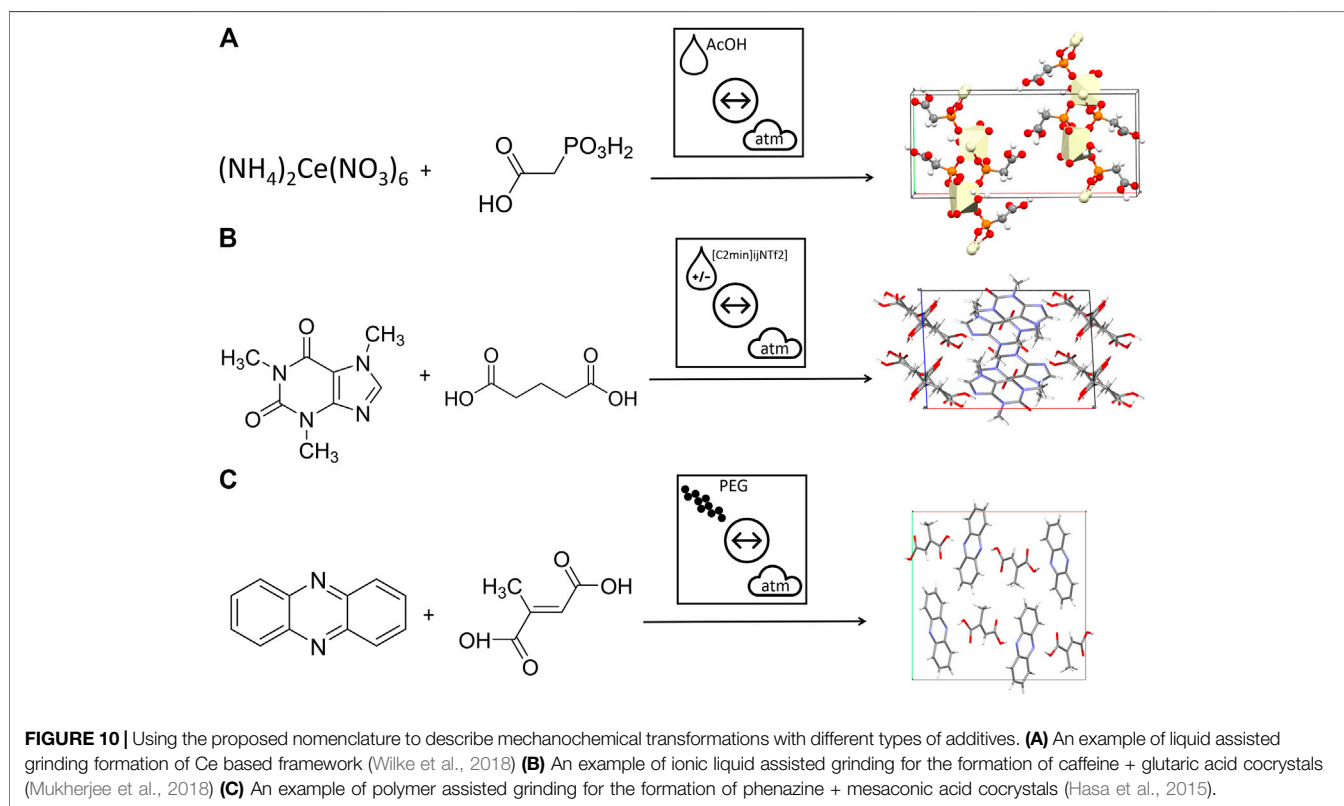 A
AcOH
atm
(NH4)2Ce(NO3)6 +
PO3H2
O
HO
B
[C2min]ijNTf2]
+/−
atm
O
CH3
H3C
N
N
+
O
O
HO
OH
O
N
N
CH3
C
PEG
atm
N
+
O
H3C
OH
N
OH
O
FIGURE 10 | Using the proposed nomenclature to describe mechanochemical transformations with different types of additives. (A) An example of liquid assisted
grinding formation of Ce based framework (Wilke et al., 2018) (B) An example of ionic liquid assisted grinding for the formation of caffeine + glutaric acid cocrystals
(Mukherjee et al., 2018) (C) An example of polymer assisted grinding for the formation of phenazine + mesaconic acid cocrystals (Hasa et al., 2015).